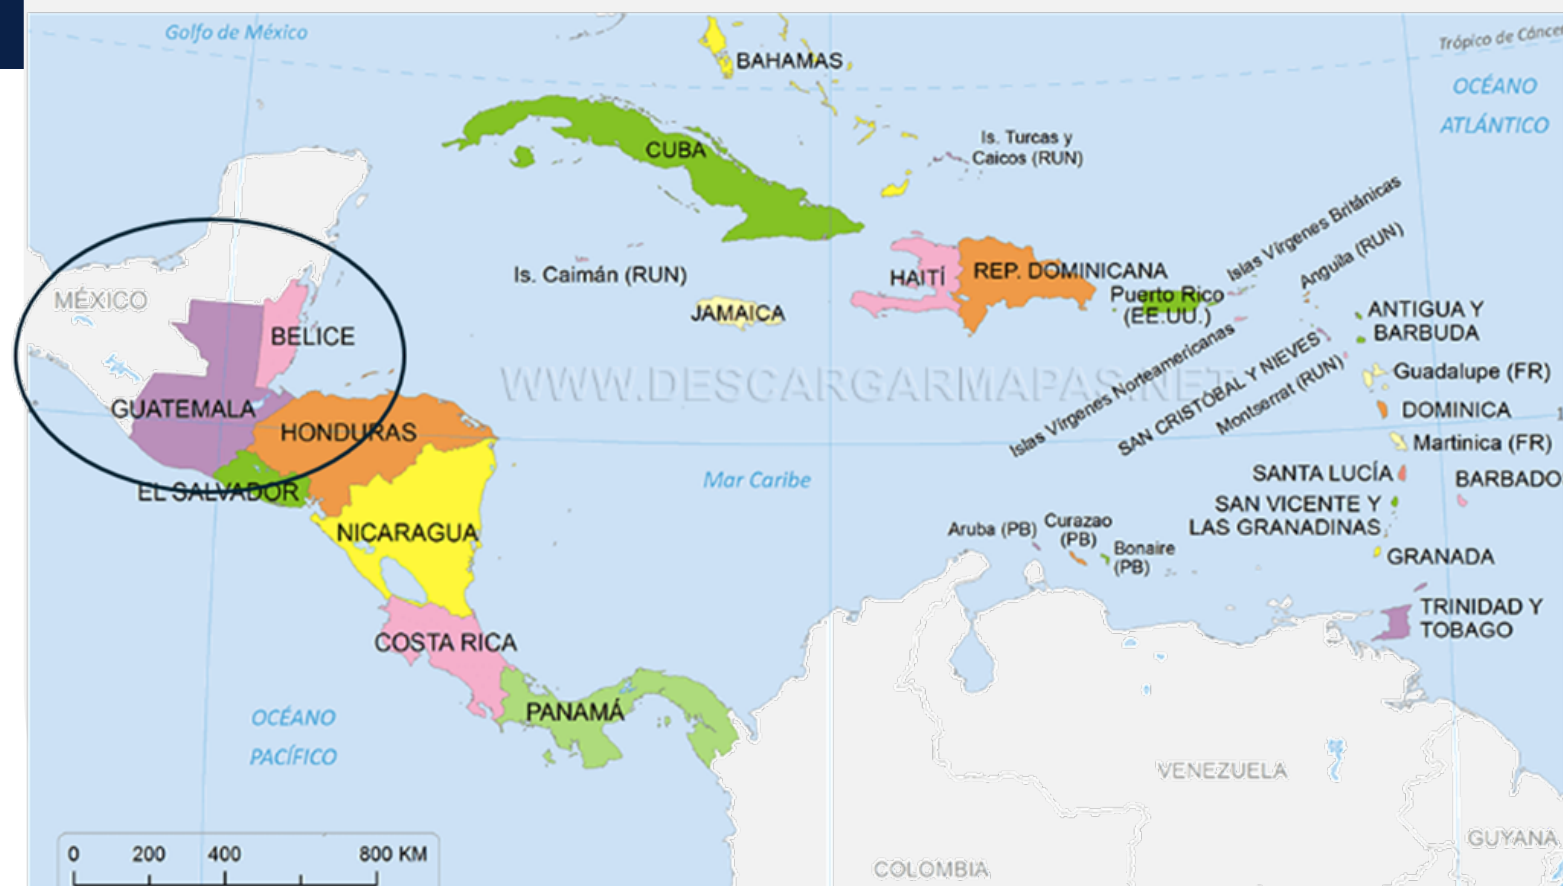 Golfo de México
BAHAMAS
Trópico de Cáncer
OCÉANO
ATLÁNTICO
CUBA
Is. Turcas y
Caicos (RUN)
Islas Vírgenes Británicas
Anguila (RUN)
Is. Caimán (RUN)
HAITÍ
REP. DOMINICANA
Puerto Rico
(EE.UU.)
JAMAICA
MÉXICO
BELICE
ANTIGUA Y
BARBUDA
WWW.DESCARGARMAPAS.NET
Guadalupe (FR)
Islas Vírgenes Norteamericanas
SAN CRISTÓBAL Y NIEVES
Montserrat (RUN)
GUATEMALA
HONDURAS
DOMINICA
Martinica (FR)
EL SALVADOR
Mar Caribe
SANTA LUCÍA
BARBADO
SAN VICENTE Y
LAS GRANADINAS
NICARAGUA
Aruba (PB)
Curazao
(PB)
Bonaire
(PB)
GRANADA
TRINIDAD Y
TOBAGO
COSTA RICA
PANAMÁ
OCÉANO
PACÍFICO
VENEZUELA
GUYANA
COLOMBIA
0 200 400 800 KM